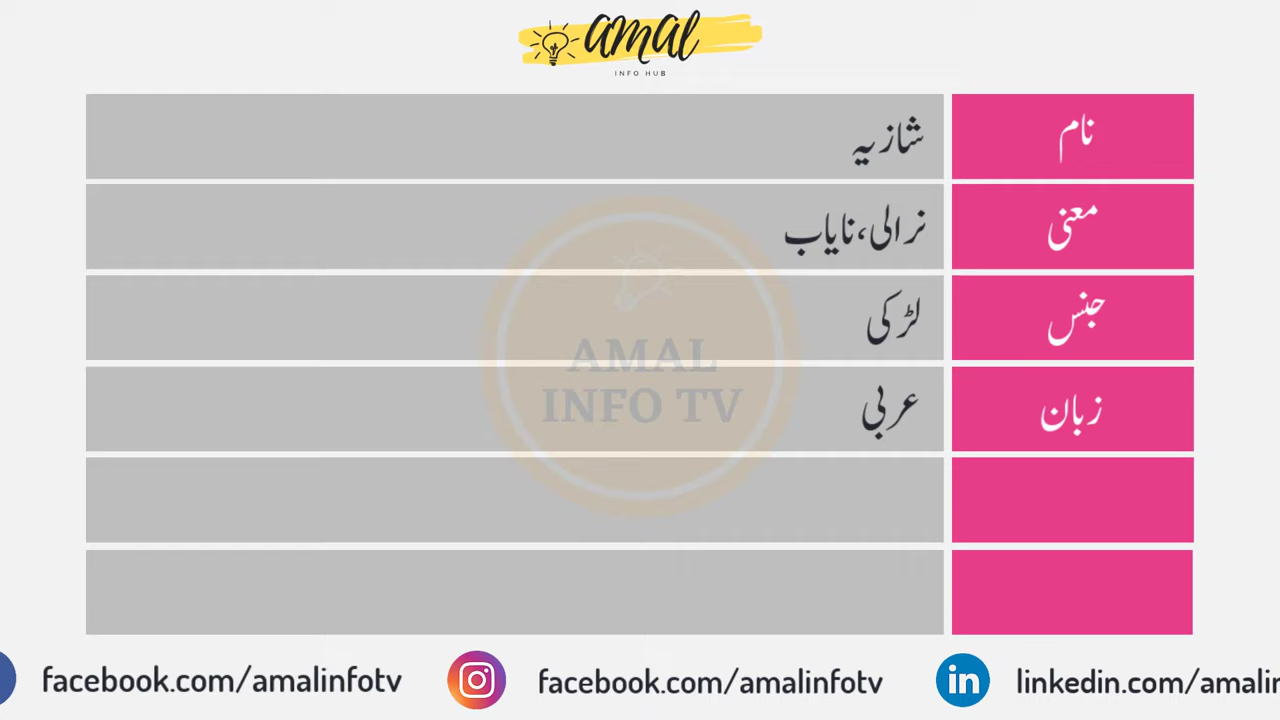 amal
INFO HUB
نام شازیہ
معنی نرالی،نایاب
جنس لڑکی
زبان عربی
AMAL
INFO TV
facebook.com/amalinfotv facebook.com/amalinfotv linkedin.com/amalin